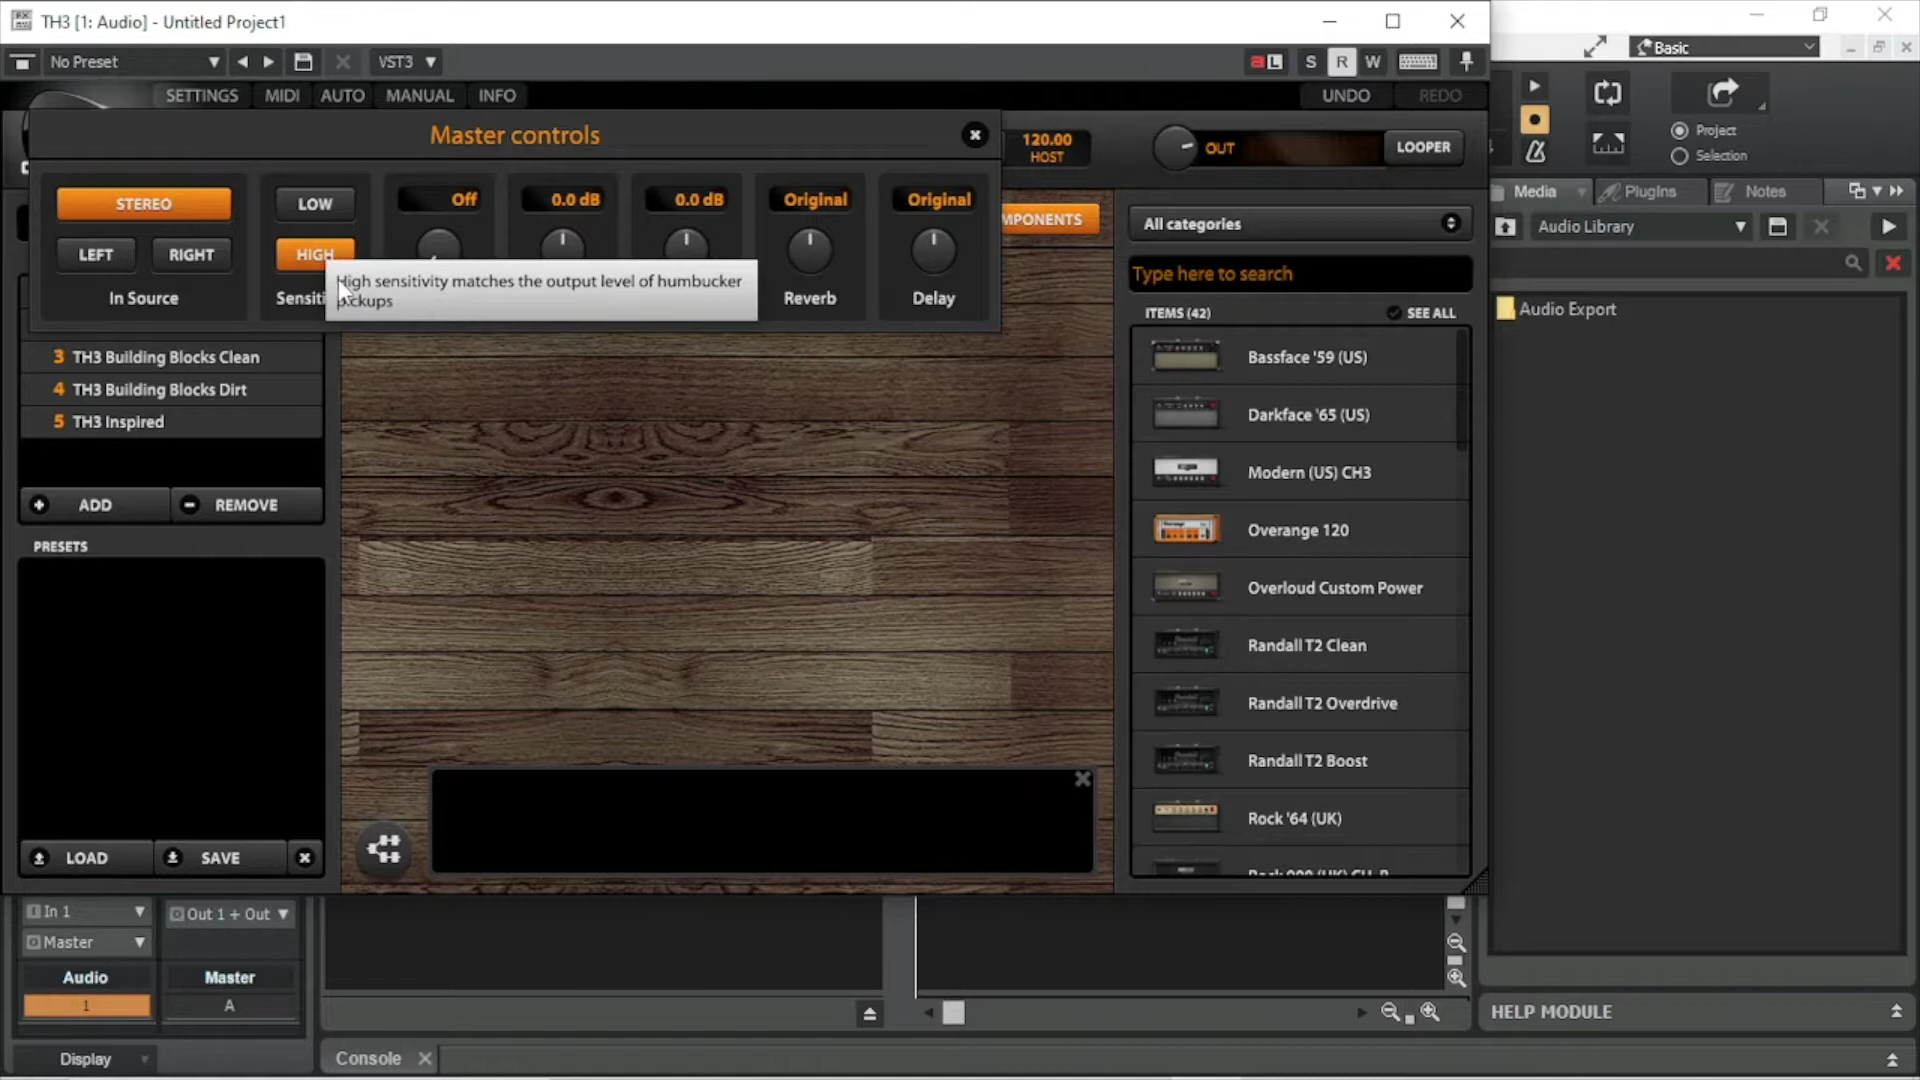 TH3 [1: Audio] - Untitled Project1
Basic
No Preset
VST3
S
R
W
SETTINGS
MIDI
AUTO
MANUAL
INFO
UNDO
REDO
Master controls
120.00
HOST
OUT
LOOPER
Project
Selection
STEREO
LOW
Off
0.0 dB
0.0 dB
Original
Original
LEFT
RIGHT
HIGH
In Source
Reverb
Delay
High sensitivity matches the output level of humbucker
pickups
All categories
Type here to search
ITEMS (42)
SEE ALL
Media
PlugIns
Notes
Audio Library
Audio Export
3 TH3 Building Blocks Clean
4 TH3 Building Blocks Dirt
5 TH3 Inspired
ADD
REMOVE
PRESETS
LOAD
SAVE
Bassface '59 (US)
Darkface '65 (US)
Modern (US) CH3
Overange 120
Overloud Custom Power
Randall T2 Clean
Randall T2 Overdrive
Randall T2 Boost
Rock '64 (UK)
In 1
Out 1 + Out
Master
Audio
Master
1
A
Display
Console
HELP MODULE